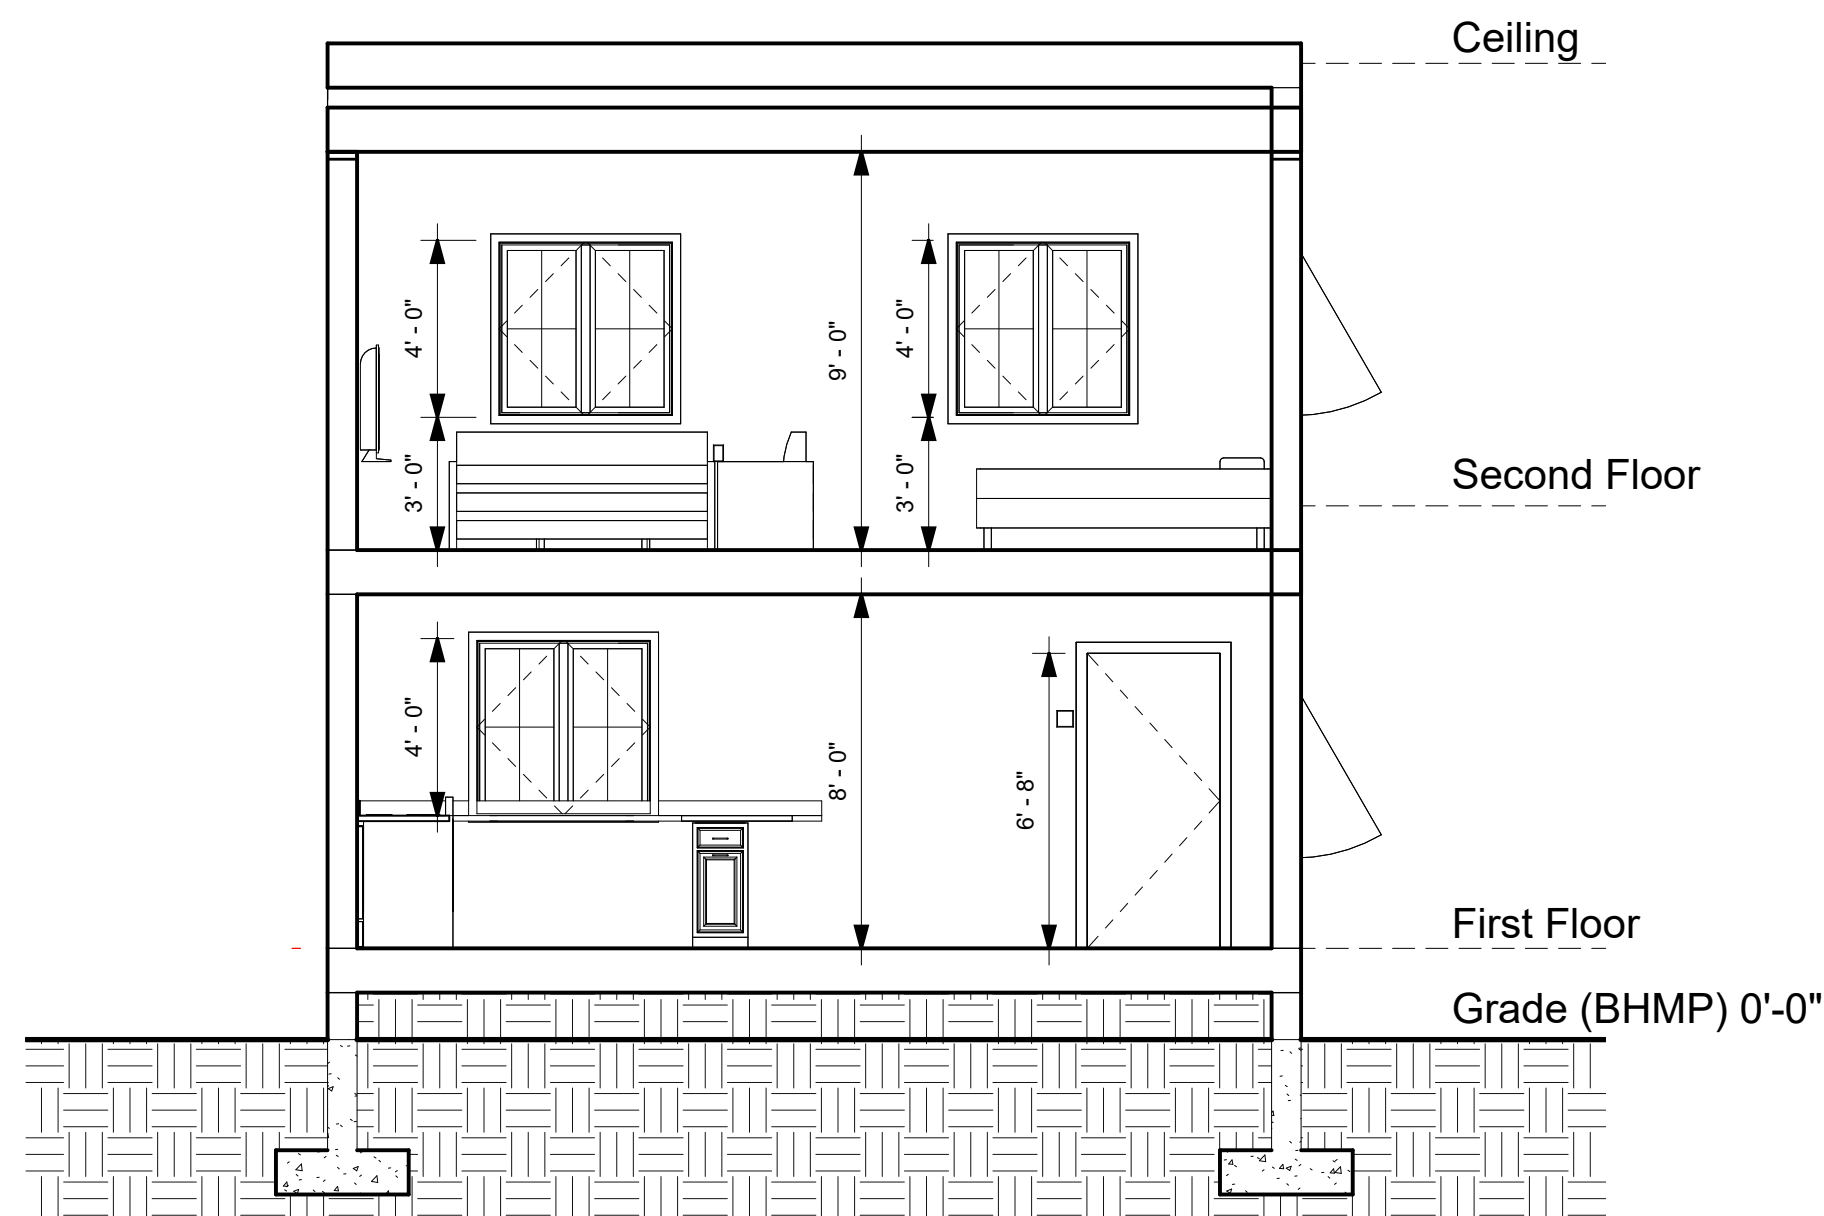 Ceiling
4' - 0"
9' - 0"
4' - 0"
3' - 0"
3' - 0"
Second Floor
4' - 0"
8' - 0"
6' - 8"
First Floor
Grade (BHMP) 0'-0"